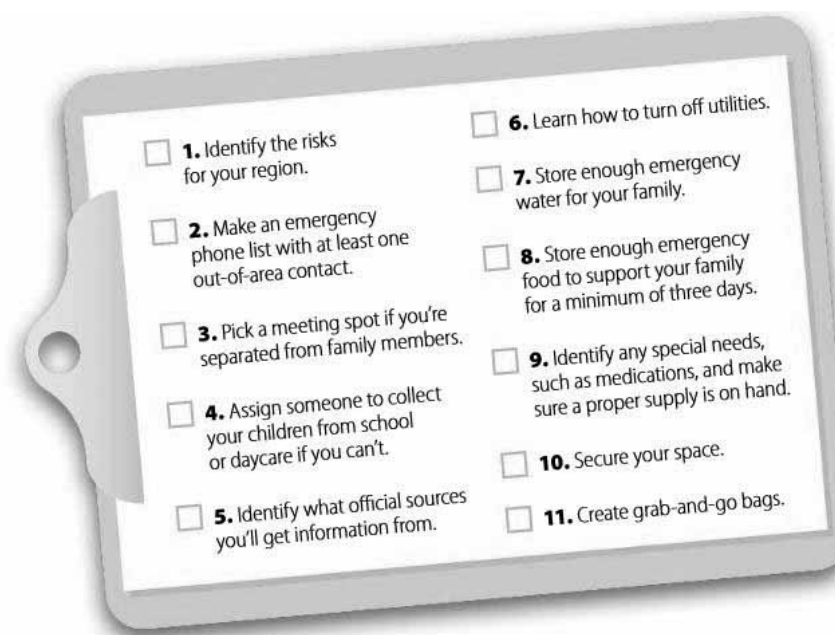 1. Identify the risks
for your region.
2. Make an emergency
phone list with at least one
out-of-area contact.
3. Pick a meeting spot if you're
separated from family members.
4. Assign someone to collect
your children from school
or daycare if you can't.
5. Identify what official sources
you'll get information from.
6. Learn how to turn off utilities.
7. Store enough emergency
water for your family.
8. Store enough emergency
food to support your family
for a minimum of three days.
9. Identify any special needs,
such as medications, and make
sure a proper supply is on hand.
10. Secure your space.
11. Create grab-and-go bags.